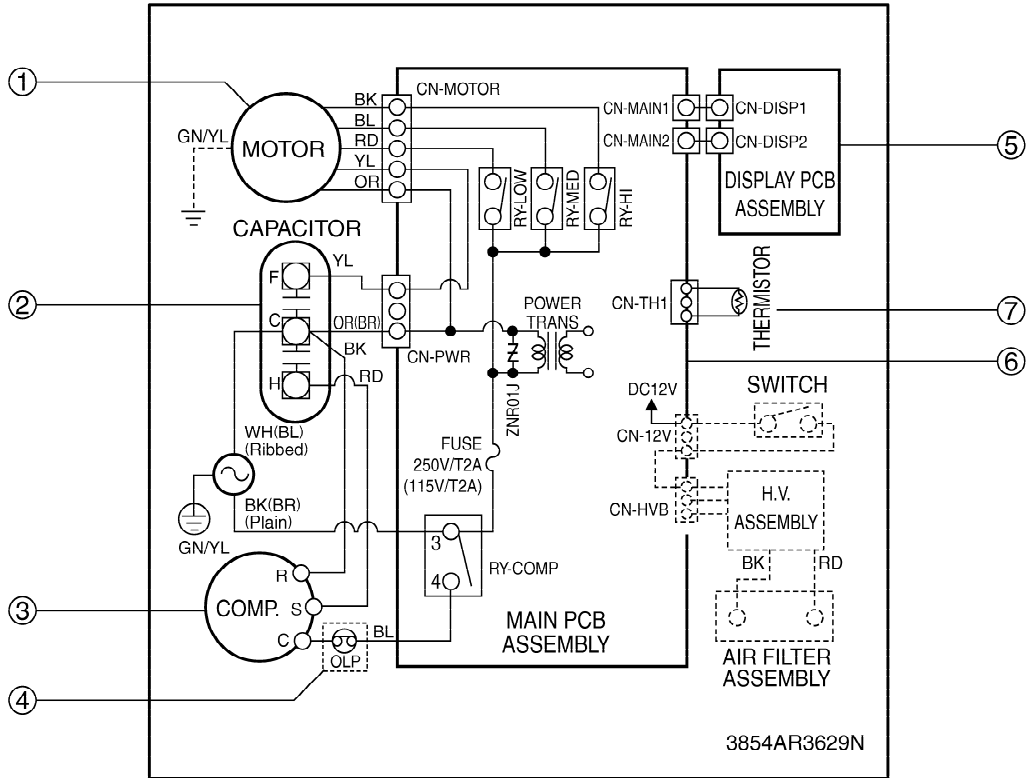 1
2
3
4
5
7
6
MOTOR
GN/YL
BK
BL
RD
YL
OR
CN-MOTOR
RY-LOW
RY-MED
RY-HI
CN-MAIN1
CN-MAIN2
CN-DISP1
CN-DISP2
DISPLAY PCB
ASSEMBLY
CAPACITOR
F
C
H
YL
OR(BR)
BK
RD
CN-PWR
POWER
TRANS
ZNR01J
CN-TH1
THERMISTOR
WH(BL)
(Ribbed)
BK(BR)
(Plain)
GN/YL
FUSE
250V/T2A
(115V/T2A)
DC12V
CN-12V
CN-HVB
SWITCH
H.V.
ASSEMBLY
BK
RD
AIR FILTER
ASSEMBLY
3
4
RY-COMP
COMP.
R
S
C
OLP
BL
MAIN PCB
ASSEMBLY
3854AR3629N